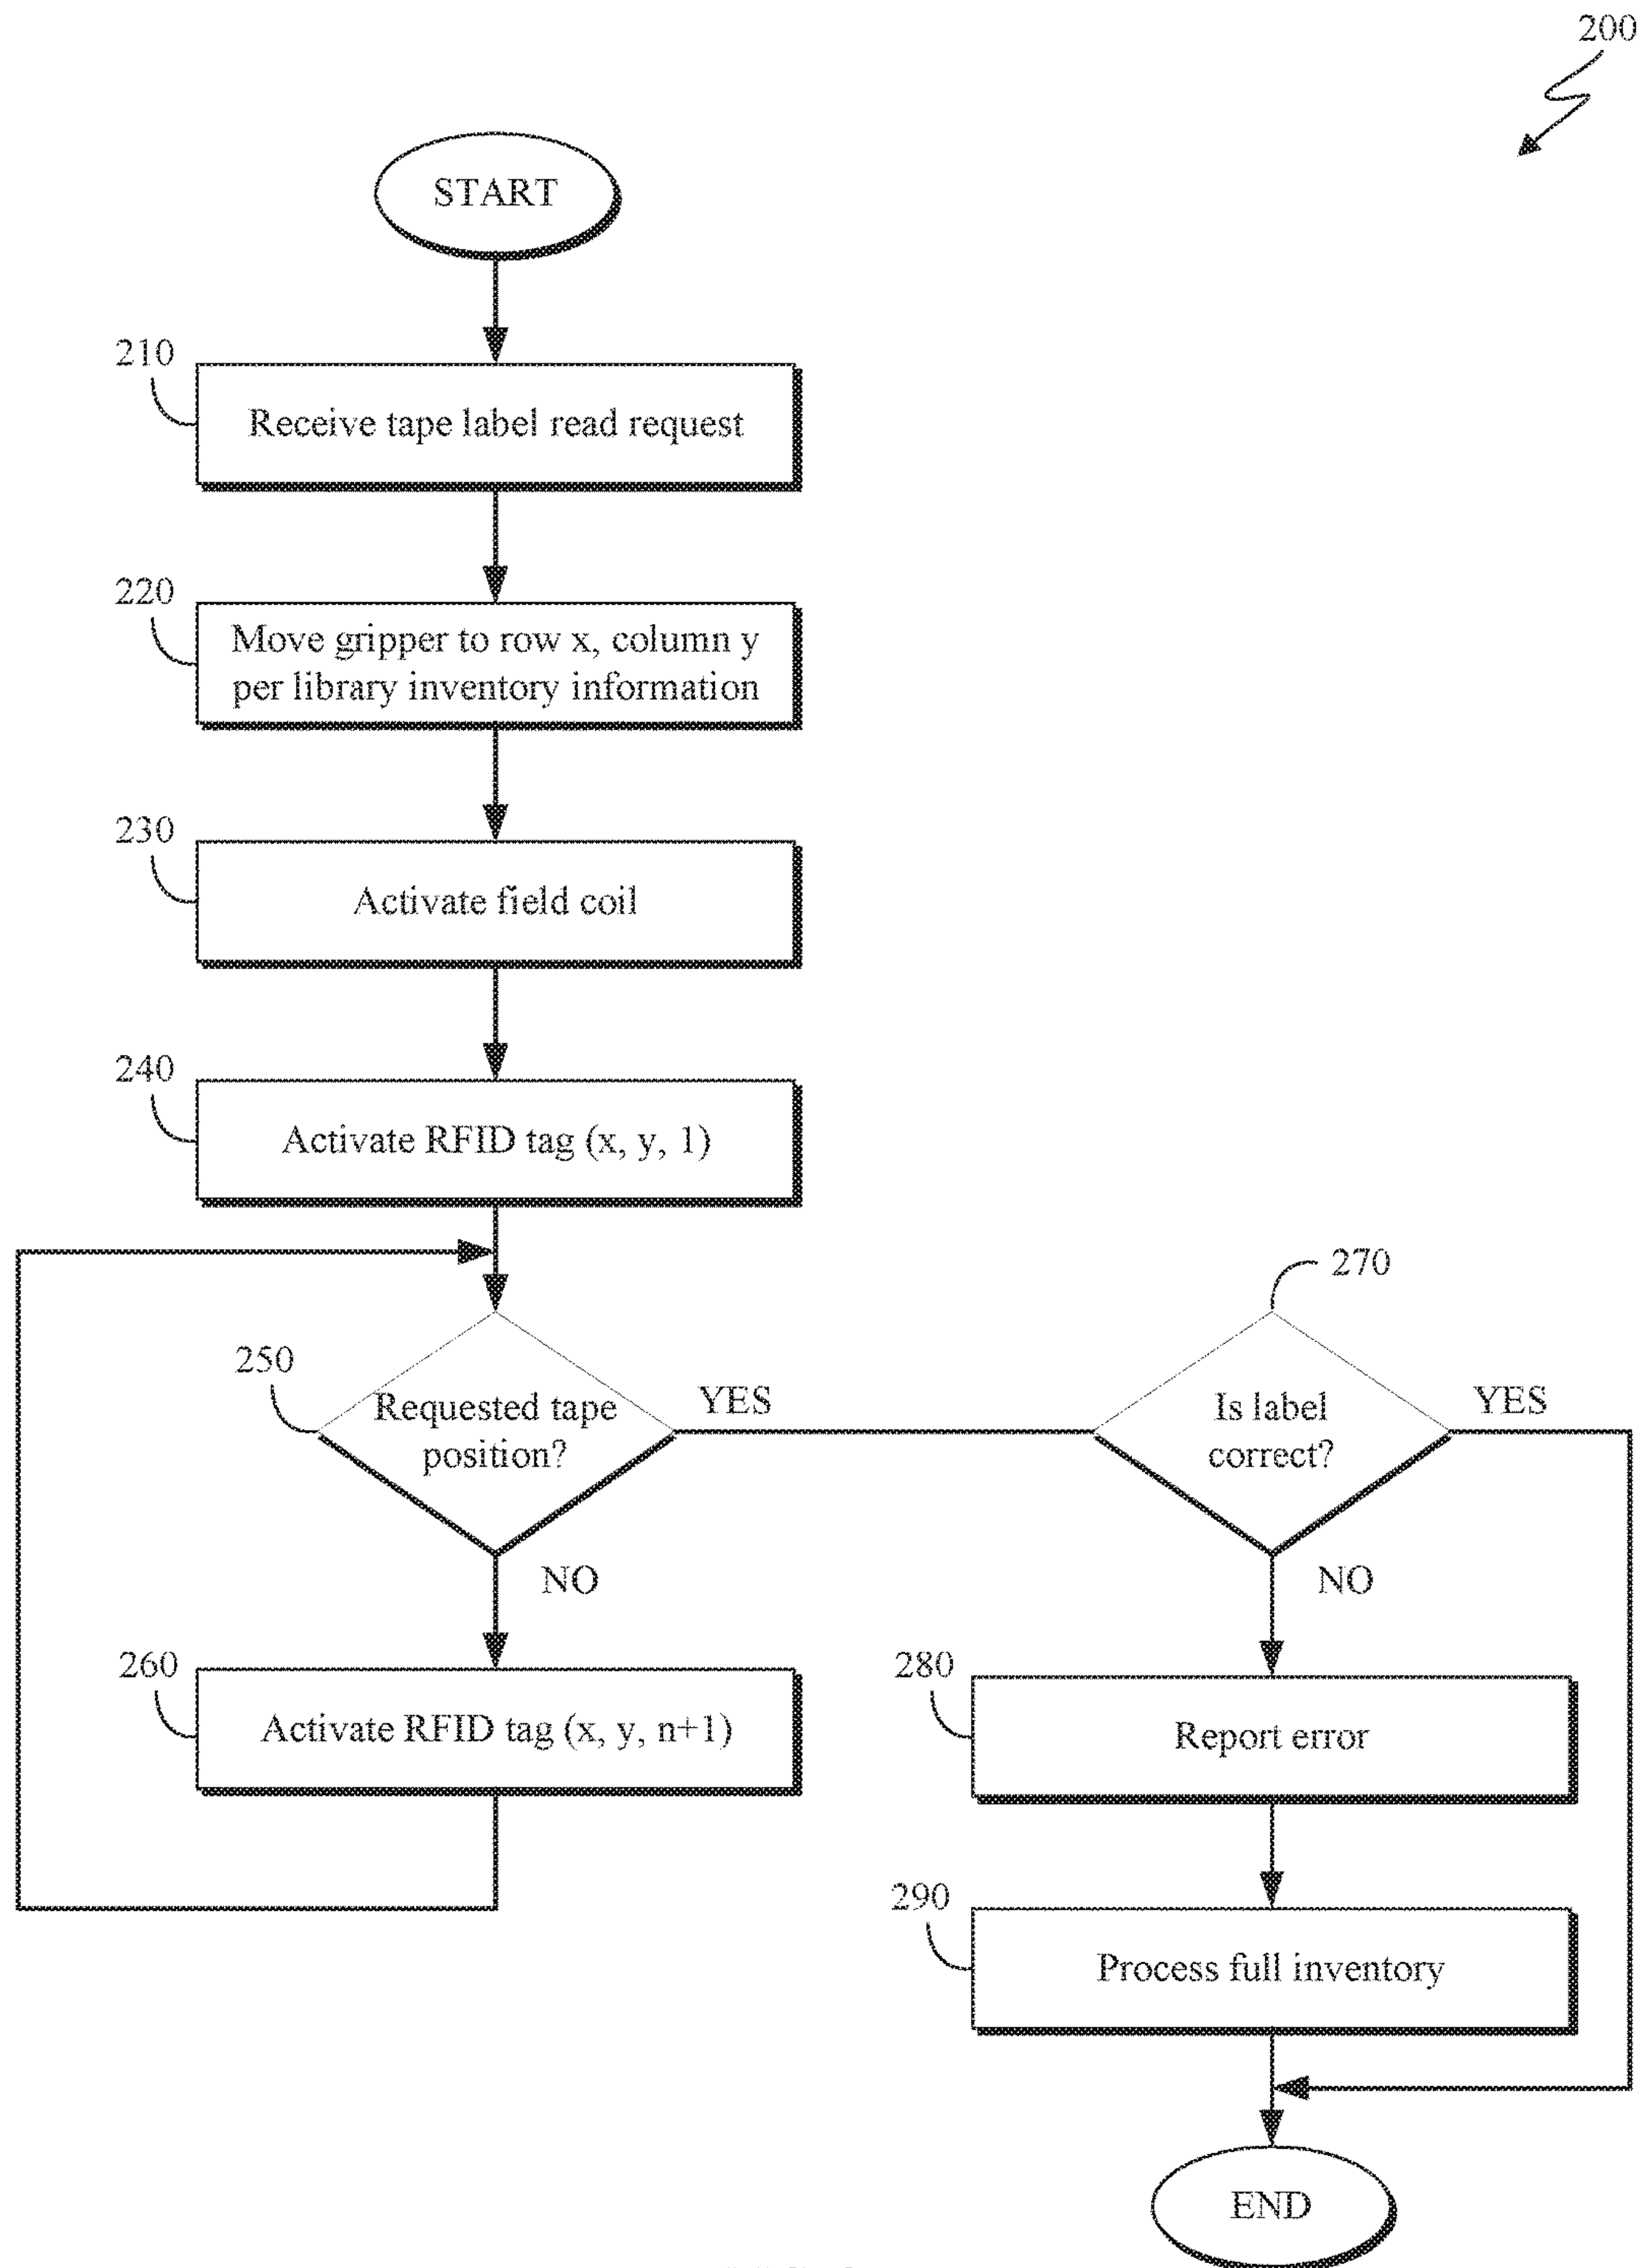 200
START
210
Receive tape label read request
220
Move gripper to row x, column y
per library inventory information
230
Activate field coil
240
Activate RFID tag (x, y, 1)
250
Requested tape
position?
YES
NO
260
Activate RFID tag (x, y, n+1)
270
Is label
correct?
YES
NO
280
Report error
290
Process full inventory
END